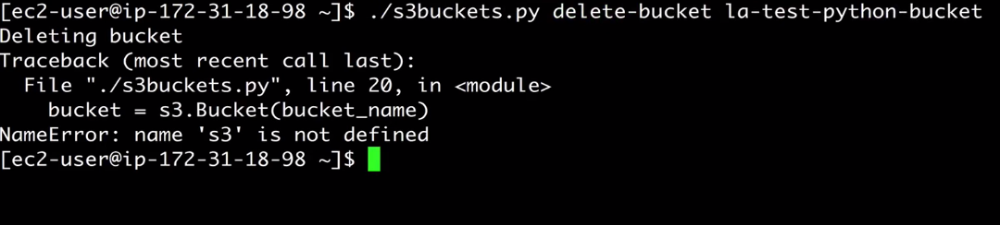 [ec2-user@ip-172-31-18-98 ~]$ ./s3buckets.py delete-bucket la-test-python-bucket
Deleting bucket
Traceback (most recent call last):
  File "./s3buckets.py", line 20, in <module>
    bucket = s3.Bucket(bucket_name)
NameError: name 's3' is not defined
[ec2-user@ip-172-31-18-98 ~]$